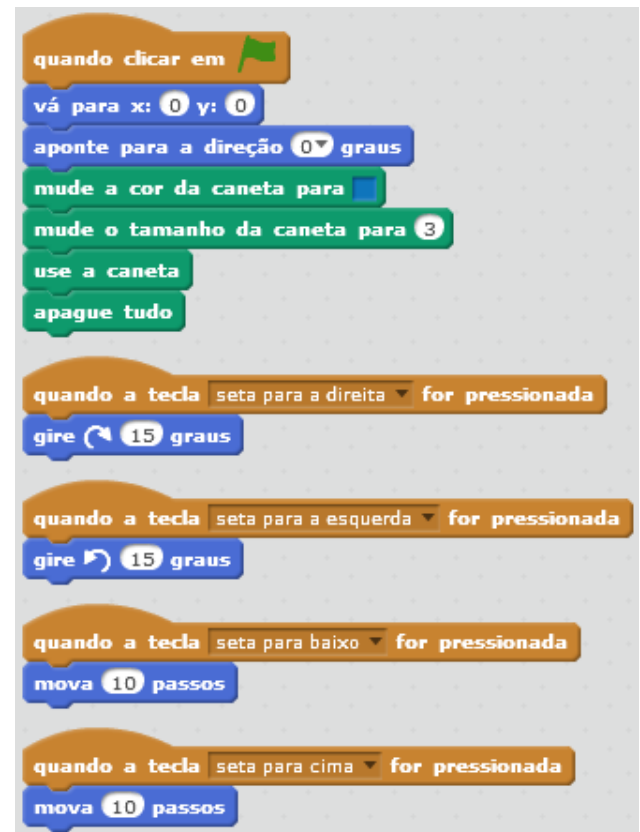 quando clicar em
vá para x: 0 y: 0
aponte para a direção 0 graus
mude a cor da caneta para
mude o tamanho da caneta para 3
use a caneta
apague tudo
quando a tecla seta para a direita for pressionada
gire 15 graus
quando a tecla seta para a esquerda for pressionada
gire 15 graus
quando a tecla seta para baixo for pressionada
mova 10 passos
quando a tecla seta para cima for pressionada
mova 10 passos